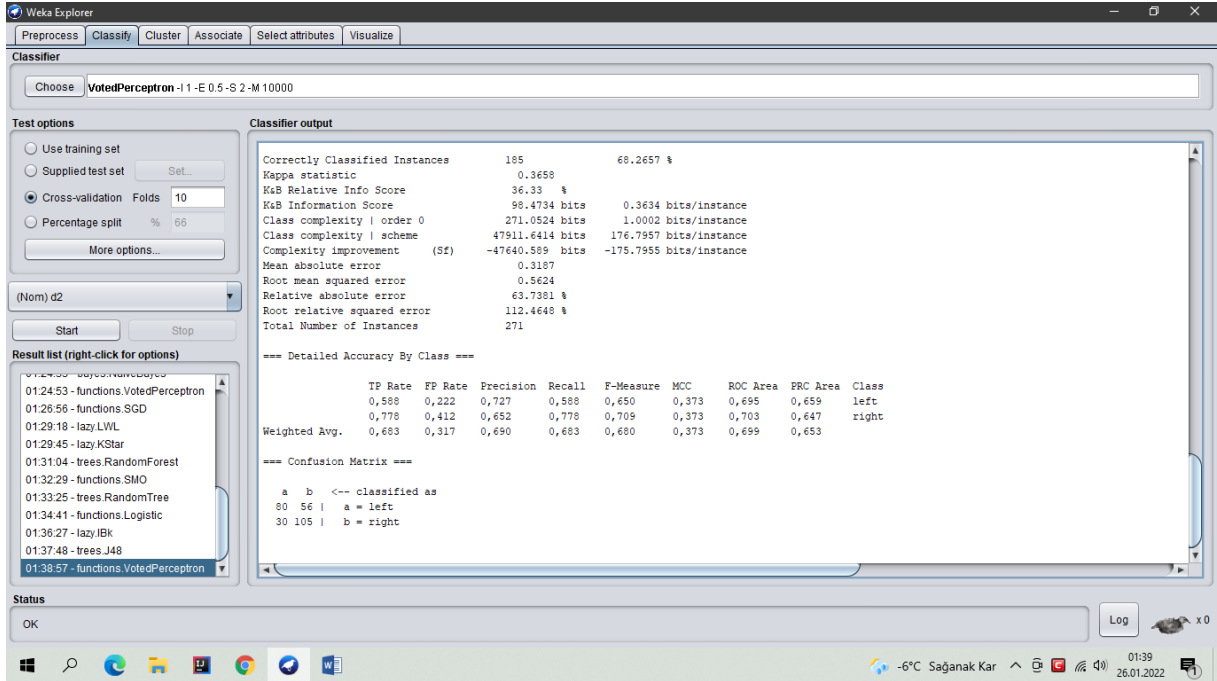 Weka Explorer
Preprocess Classify Cluster Associate Select attributes Visualize
Classifier
Choose VotedPerceptron -I 1 -E 0.5 -S 2 -M 10000
Test options
Use training set
Supplied test set Set...
Cross-validation Folds 10
Percentage split % 66
More options...
(Nom) d2
Start Stop
Result list (right-click for options)
01:24:53 - functions.VotedPerceptron
01:26:56 - functions.SGD
01:29:18 - lazy.LWL
01:29:45 - lazy.KStar
01:31:04 - trees.RandomForest
01:32:29 - functions.SMO
01:33:25 - trees.RandomTree
01:34:41 - functions.Logistic
01:36:27 - lazy.IBk
01:37:48 - trees.J48
01:38:57 - functions.VotedPerceptron
Classifier output
Correctly Classified Instances 185 68.2657 %
Kappa statistic 0.3658
K&B Relative Info Score 36.33 %
K&B Information Score 98.4734 bits 0.3634 bits/instance
Class complexity | order 0 271.0524 bits 1.0002 bits/instance
Class complexity | scheme 47911.6414 bits 176.7957 bits/instance
Complexity improvement (Sf) -47640.589 bits -175.7955 bits/instance
Mean absolute error 0.3187
Root mean squared error 0.5624
Relative absolute error 63.7381 %
Root relative squared error 112.4648 %
Total Number of Instances 271
=== Detailed Accuracy By Class ===
TP Rate FP Rate Precision Recall F-Measure MCC ROC Area PRC Area Class
0,588 0,222 0,727 0,588 0,650 0,373 0,695 0,659 left
0,778 0,412 0,652 0,778 0,709 0,373 0,703 0,647 right
Weighted Avg. 0,683 0,317 0,690 0,683 0,680 0,373 0,699 0,653
=== Confusion Matrix ===
a b <-- classified as
80 56 | a = left
30 105 | b = right
Status
OK
Log x 0
-6°C Sağanak Kar
01:39
26.01.2022